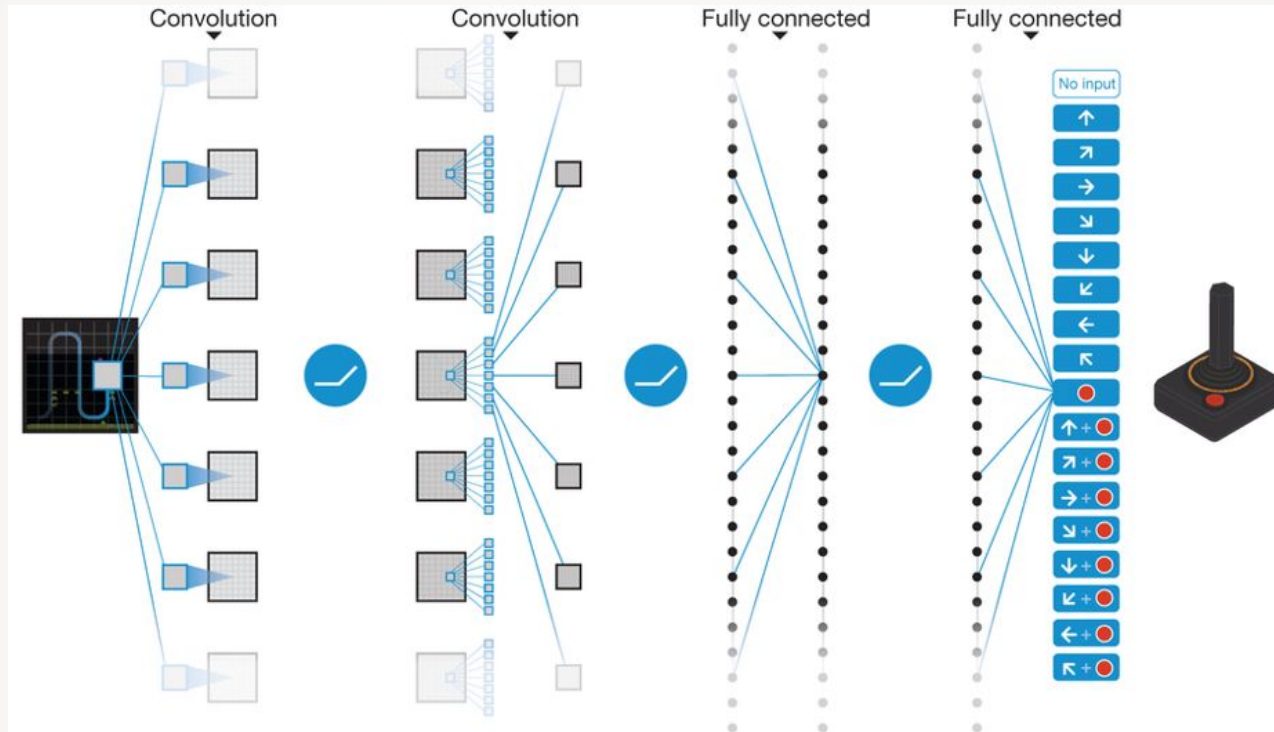 Convolution
Convolution
Fully connected
Fully connected
No input
+
+
+
+
+
+
+
+